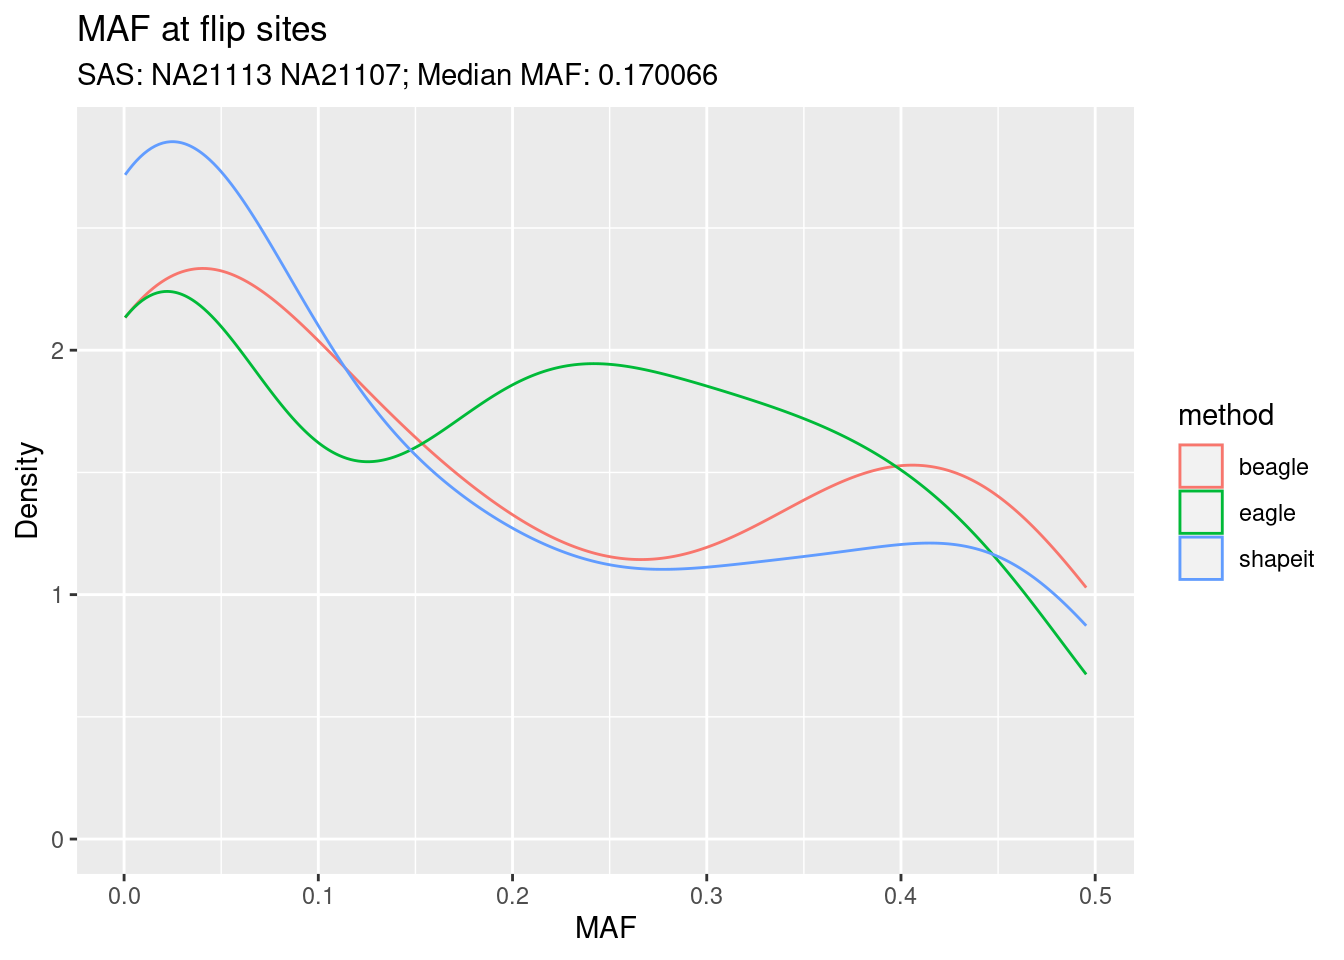 MAF at flip sites
SAS: NA21113 NA21107; Median MAF: 0.170066
Density
2
1
0
0.0 0.1 0.2 0.3 0.4 0.5
MAF
method
beagle
eagle
shapeit